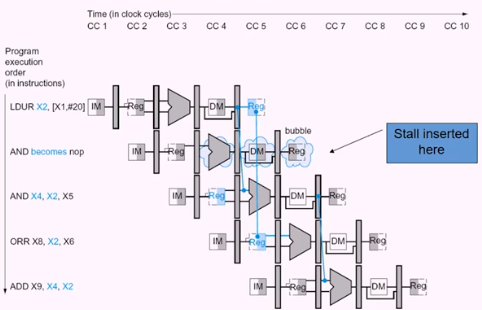 Time (in clock cycles)
CC 1 CC 2 CC 3 CC 4 CC 5 CC 6 CC 7 CC 8 CC 9 CC 10
Program
execution
order
(in instructions)
LDUR X2, [X1,#20] IM Reg DM Reg
bubble
Stall inserted
here
AND becomes nop IM Reg DM Reg
AND X4, X2, X5 IM Reg DM Reg
ORR X8, X2, X6 IM Reg DM Reg
ADD X9, X4, X2 IM Reg DM Reg